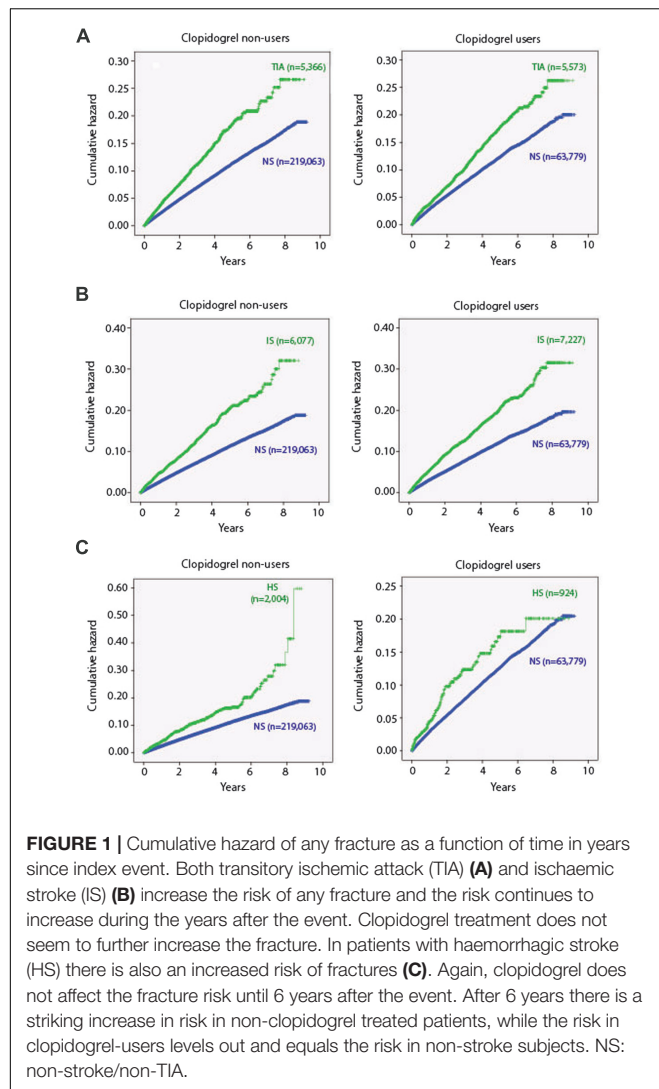 A
Clopidogrel non-users
Clopidogrel users
Cumulative hazard
0.30
0.25
0.20
0.15
0.10
0.05
0.00
TIA (n=5,366)
NS (n=219,063)
0 2 4 6 8 10
Years
Cumulative hazard
0.30
0.25
0.20
0.15
0.10
0.05
0.00
TIA (n=5,573)
NS (n=63,779)
0 2 4 6 8 10
Years
B
Clopidogrel non-users
Clopidogrel users
Cumulative hazard
0.40
0.30
0.20
0.10
0.00
IS (n=6,077)
NS (n=219,063)
0 2 4 6 8 10
Years
Cumulative hazard
0.40
0.30
0.20
0.10
0.00
IS (n=7,227)
NS (n=63,779)
0 2 4 6 8 10
Years
C
Clopidogrel non-users
Clopidogrel users
Cumulative hazard
0.60
0.40
0.30
0.20
0.10
0.00
HS
(n=2,004)
NS (n=219,063)
0 2 4 6 8 10
Years
Cumulative hazard
0.25
0.20
0.15
0.10
0.05
0.00
HS (n=924)
NS (n=63,779)
0 2 4 6 8 10
Years
FIGURE 1 | Cumulative hazard of any fracture as a function of time in years
since index event. Both transitory ischemic attack (TIA) (A) and ischaemic
stroke (IS) (B) increase the risk of any fracture and the risk continues to
increase during the years after the event. Clopidogrel treatment does not
seem to further increase the fracture. In patients with haemorrhagic stroke
(HS) there is also an increased risk of fractures (C). Again, clopidogrel does
not affect the fracture risk until 6 years after the event. After 6 years there is a
striking increase in risk in non-clopidogrel treated patients, while the risk in
clopidogrel-users levels out and equals the risk in non-stroke subjects. NS:
non-stroke/non-TIA.